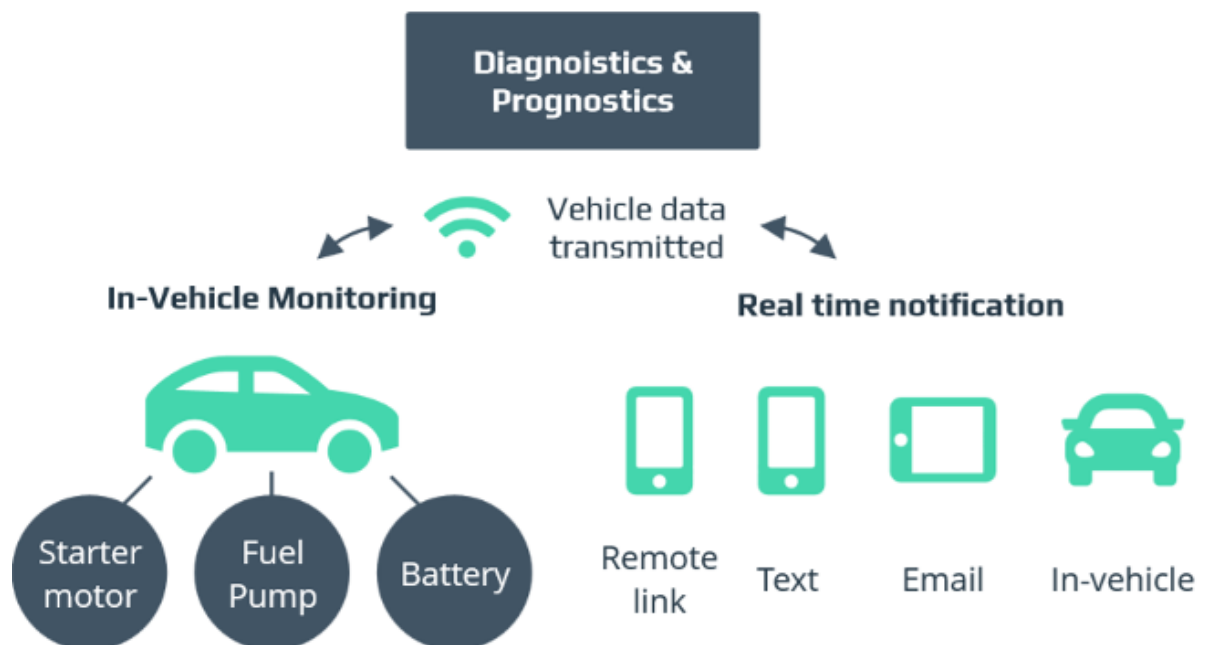 Diagnoistics &
Prognostics
Vehicle data
transmitted
In-Vehicle Monitoring
Real time notification
Starter
motor
Fuel
Pump
Battery
Remote
link
Text
Email
In-vehicle